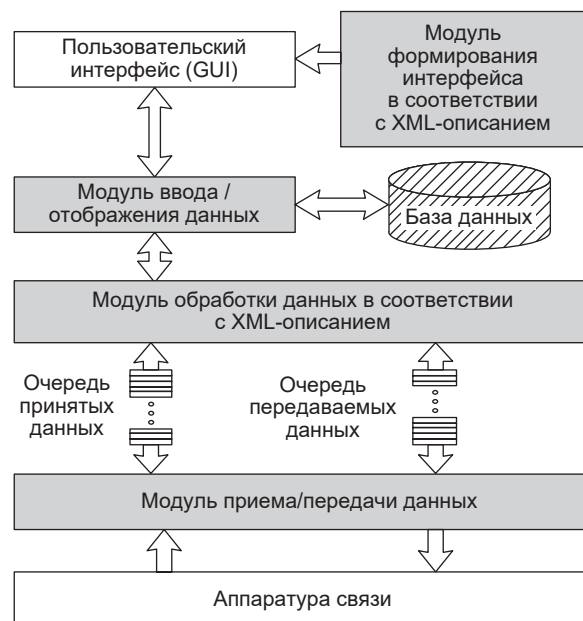 Пользовательский
интерфейс (GUI)
Модуль
формирования
интерфейса
в соответствии
с XML-описанием
Модуль ввода /
отображения данных
База данных
Модуль обработки данных в соответствии
с XML-описанием
Очередь
принятых
данных
Очередь
передаваемых
данных
Модуль приема/передачи данных
Аппаратура связи